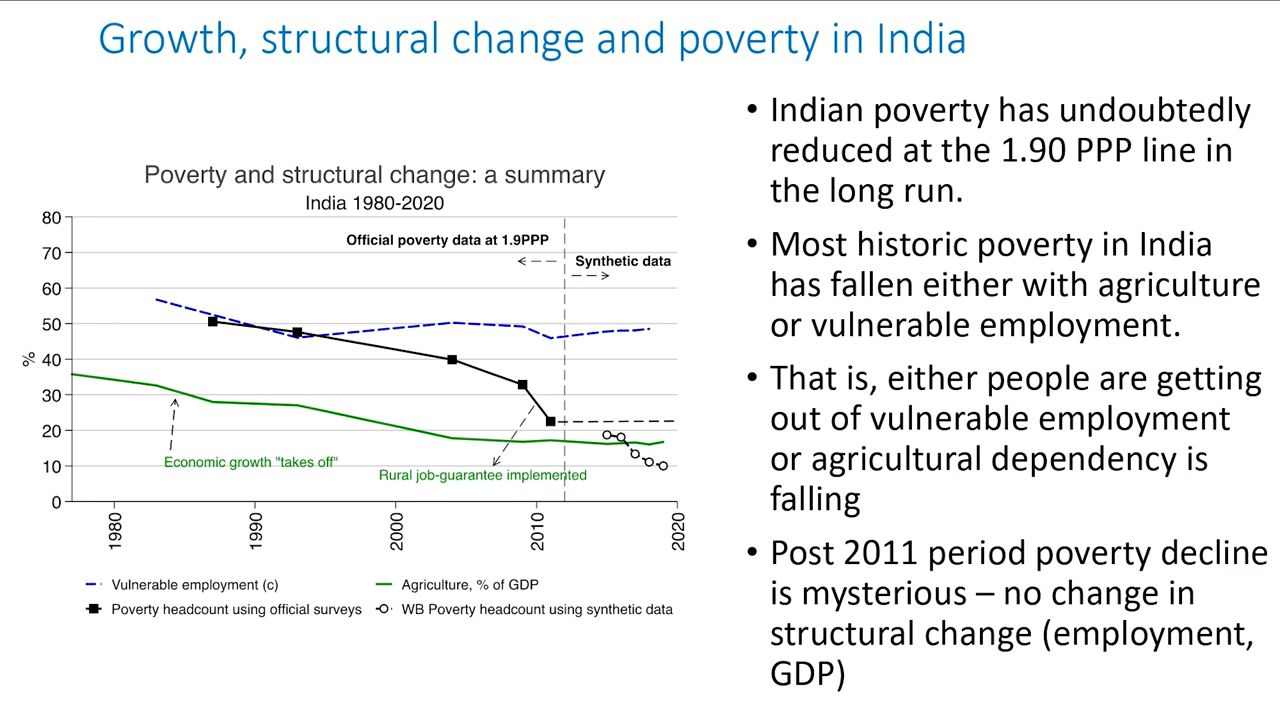 Growth, structural change and poverty in India
Poverty and structural change: a summary
India 1980-2020
Official poverty data at 1.9PPP
Synthetic data
80
70
60
50
40
30
20
10
0
%
Economic growth "takes off"
Rural job-guarantee implemented
1980
1990
2000
2010
2020
Vulnerable employment (c)
Agriculture, % of GDP
Poverty headcount using official surveys
WB Poverty headcount using synthetic data
• Indian poverty has undoubtedly
reduced at the 1.90 PPP line in
the long run.
• Most historic poverty in India
has fallen either with agriculture
or vulnerable employment.
• That is, either people are getting
out of vulnerable employment
or agricultural dependency is
falling
• Post 2011 period poverty decline
is mysterious – no change in
structural change (employment,
GDP)